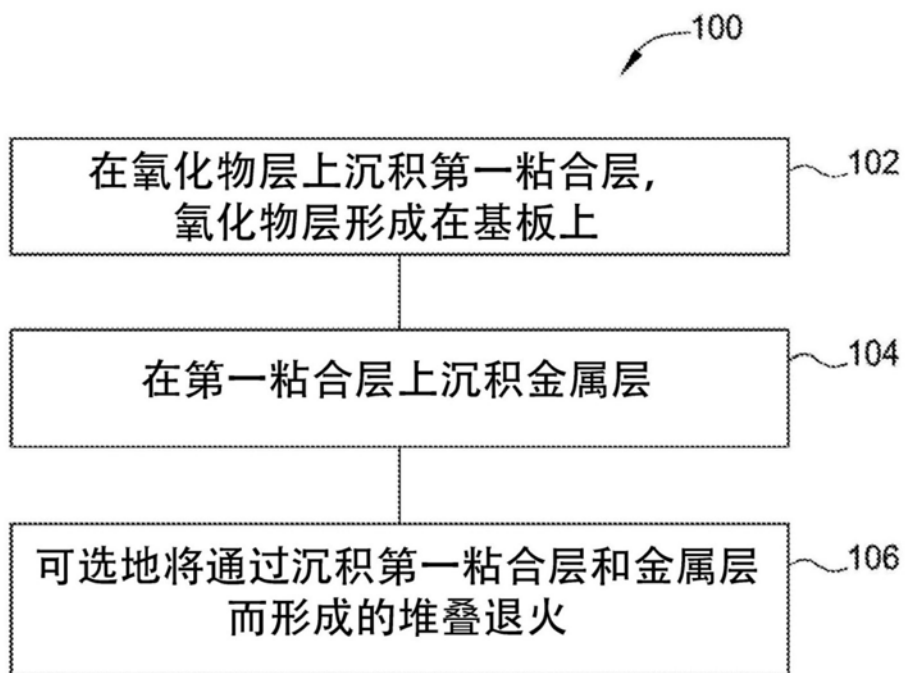 100
在氧化物层上沉积第一粘合层,
氧化物层形成在基板上
102
在第一粘合层上沉积金属层
104
可选地将通过沉积第一粘合层和金属层
而形成的堆叠退火
106